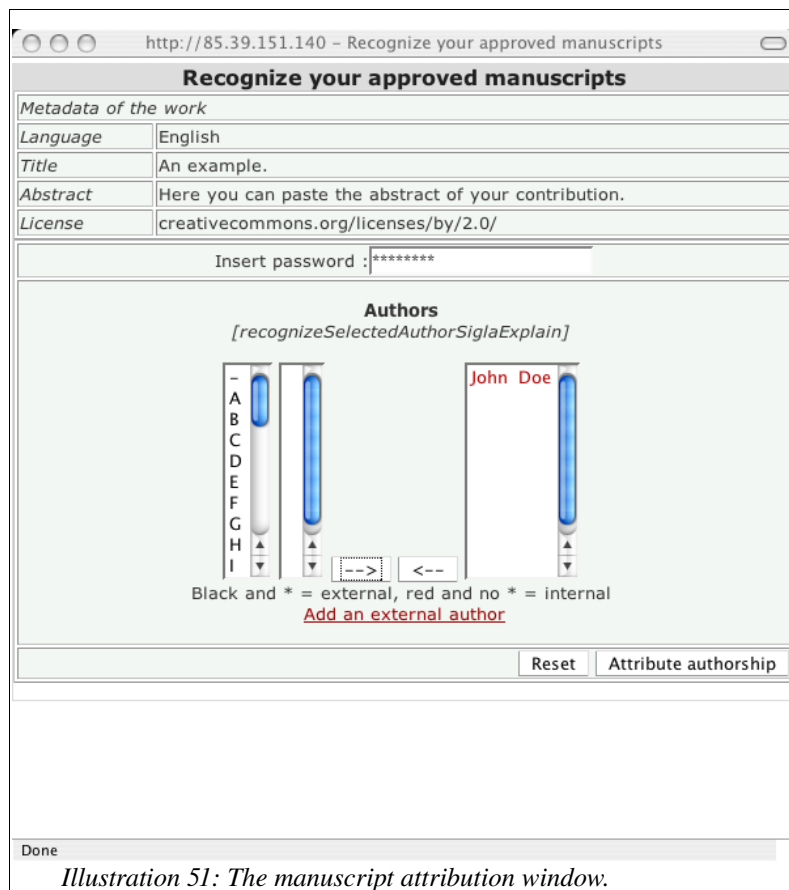 http://85.39.151.140 – Recognize your approved manuscripts
Recognize your approved manuscripts
Metadata of the work
Language English
Title An example.
Abstract Here you can paste the abstract of your contribution.
License creativecommons.org/licenses/by/2.0/
Insert password : ********
Authors
[recognizeSelectedAuthorSiglaExplain]
–
A
B
C
D
E
F
G
H
I
John Doe
--> <--
Black and * = external, red and no * = internal
Add an external author
Reset Attribute authorship
Done
Illustration 51: The manuscript attribution window.